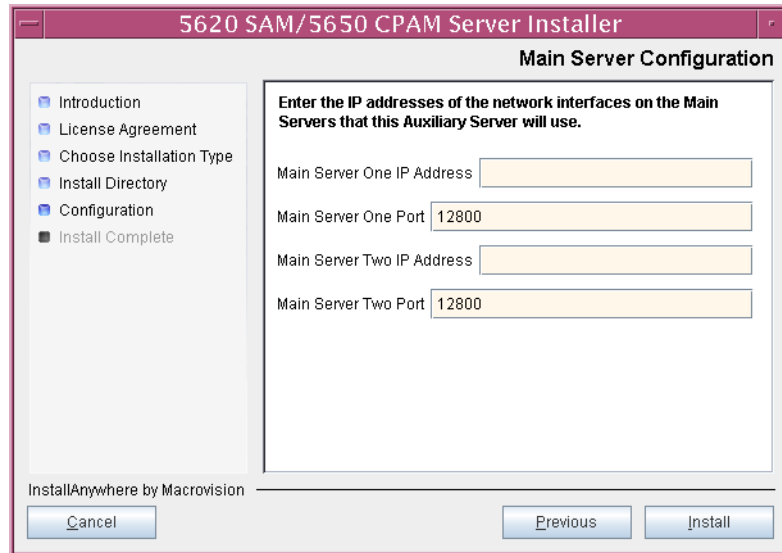 5620 SAM/5650 CPAM Server Installer
Main Server Configuration
Introduction
License Agreement
Choose Installation Type
Install Directory
Configuration
Install Complete
Enter the IP addresses of the network interfaces on the Main
Servers that this Auxiliary Server will use.
Main Server One IP Address
Main Server One Port 12800
Main Server Two IP Address
Main Server Two Port 12800
InstallAnywhere by Macrovision
Cancel
Previous
Install